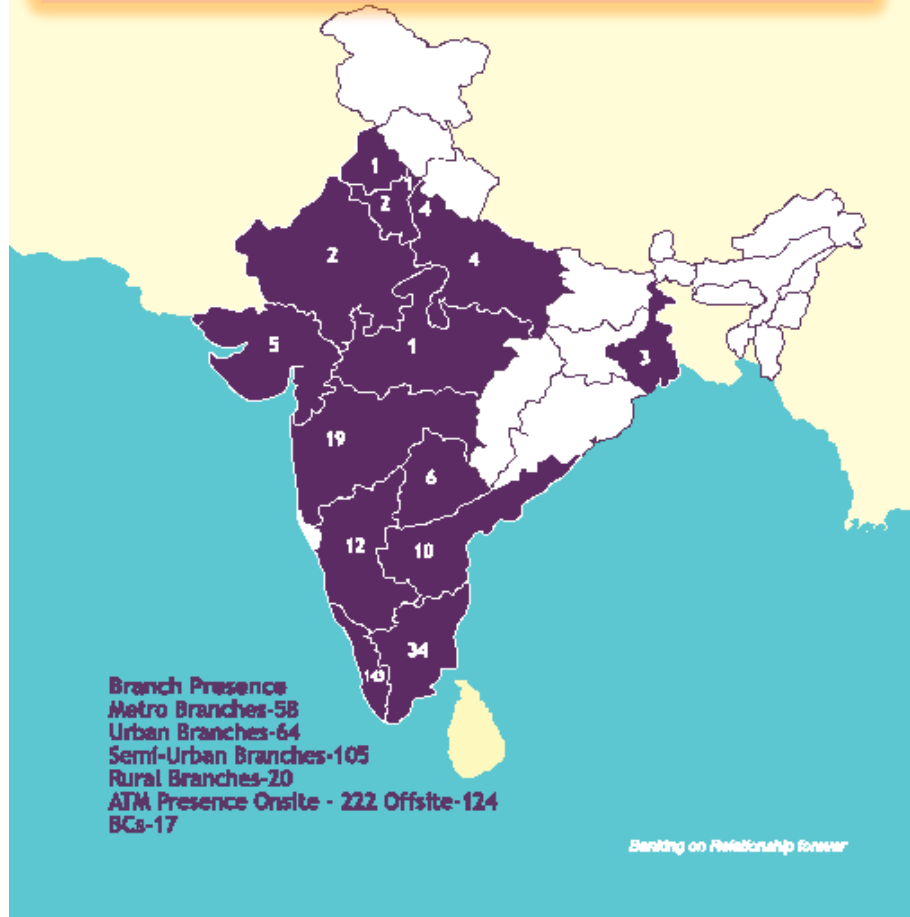 1
1
2
4
2
4
5
1
3
19
6
12
10
34
143
Branch Presence
Metro Branches-58
Urban Branches-64
Semi-Urban Branches-105
Rural Branches-20
ATM Presence Onsite - 222 Offsite-124
BCs-17
Banking on Relationship forever